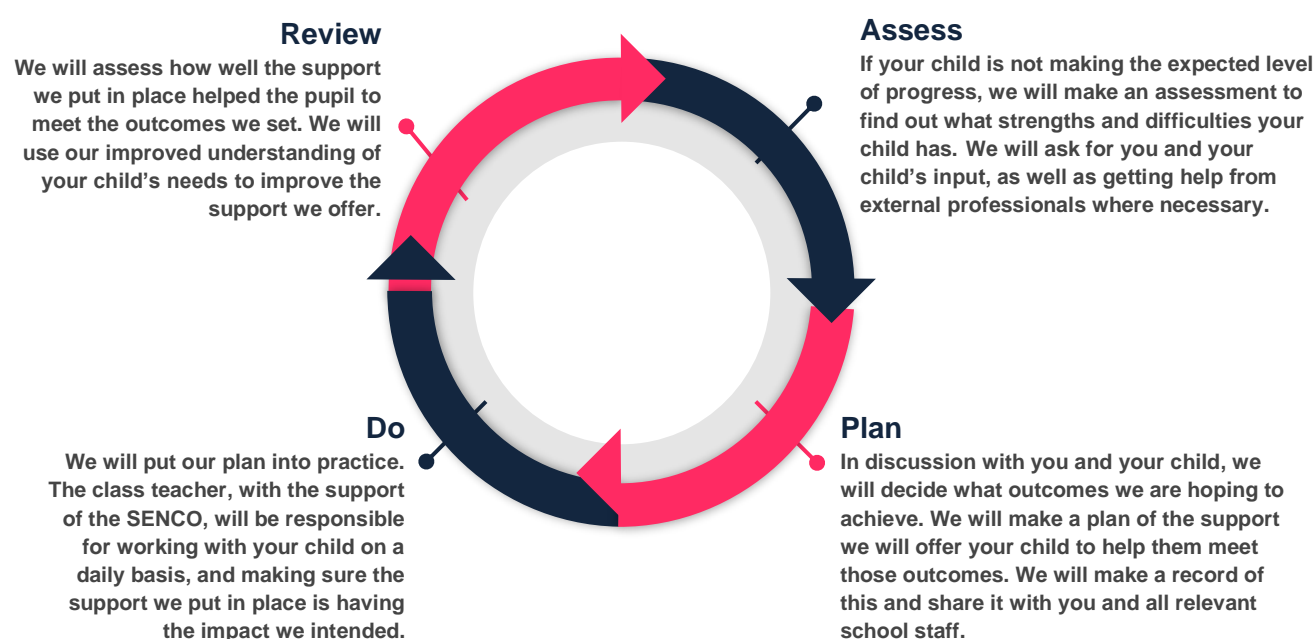 Review
We will assess how well the support
we put in place helped the pupil to
meet the outcomes we set. We will
use our improved understanding of
your child’s needs to improve the
support we offer.
Assess
If your child is not making the expected level
of progress, we will make an assessment to
find out what strengths and difficulties your
child has. We will ask for you and your
child’s input, as well as getting help from
external professionals where necessary.
Do
We will put our plan into practice.
The class teacher, with the support
of the SENCO, will be responsible
for working with your child on a
daily basis, and making sure the
support we put in place is having
the impact we intended.
Plan
In discussion with you and your child, we
will decide what outcomes we are hoping to
achieve. We will make a plan of the support
we will offer your child to help them meet
those outcomes. We will make a record of
this and share it with you and all relevant
school staff.